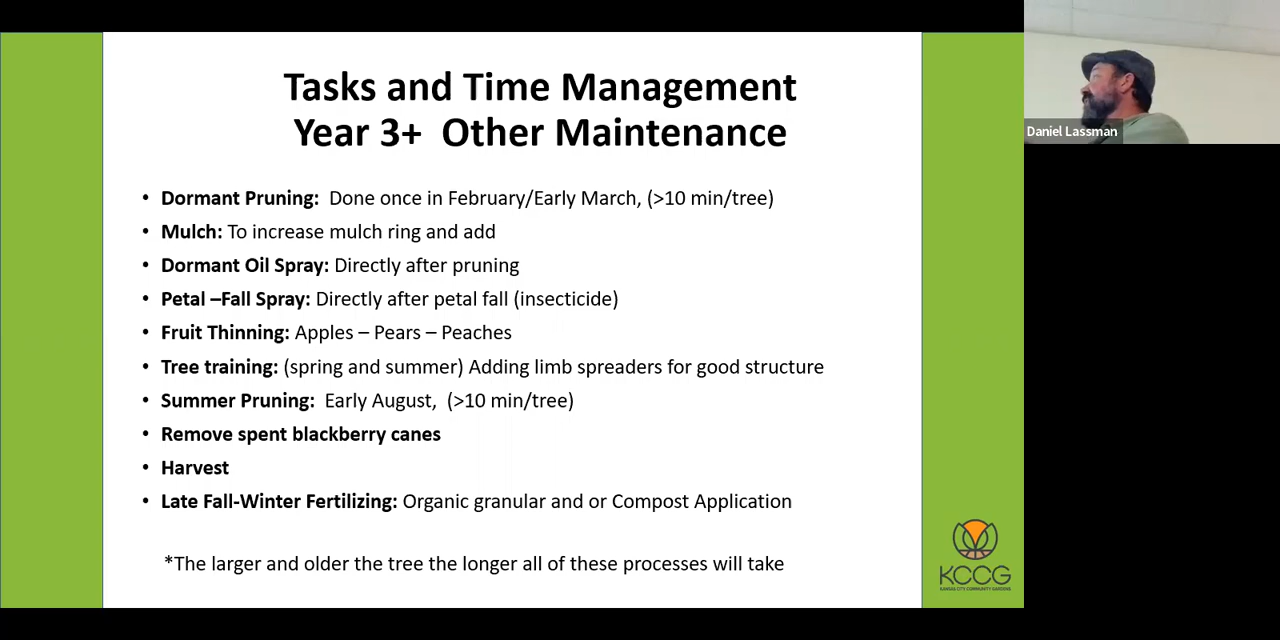 Tasks and Time Management
Year 3+ Other Maintenance
• Dormant Pruning: Done once in February/Early March, (>10 min/tree)
• Mulch: To increase mulch ring and add
• Dormant Oil Spray: Directly after pruning
• Petal –Fall Spray: Directly after petal fall (insecticide)
• Fruit Thinning: Apples – Pears – Peaches
• Tree training: (spring and summer) Adding limb spreaders for good structure
• Summer Pruning: Early August, (>10 min/tree)
• Remove spent blackberry canes
• Harvest
• Late Fall-Winter Fertilizing: Organic granular and or Compost Application
*The larger and older the tree the longer all of these processes will take
KCCG
KANSAS CITY COMMUNITY GARDENS
Daniel Lassman